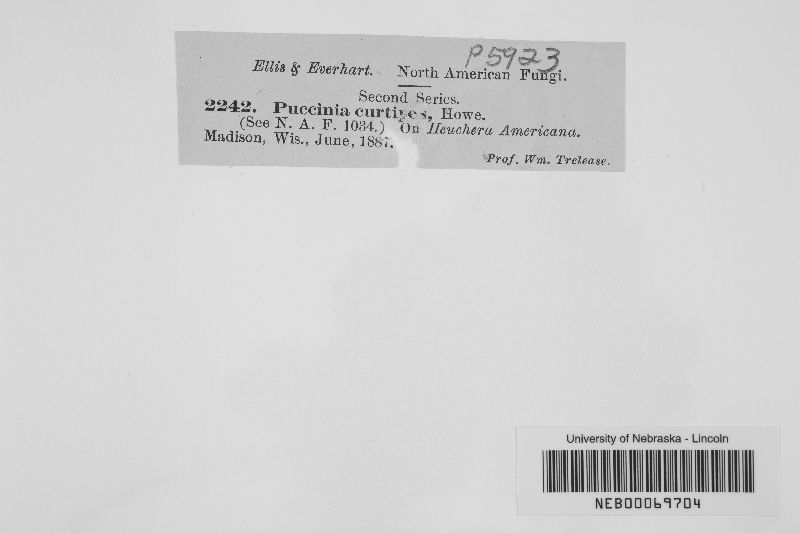 P5923
Ellis & Everhart. North American Fungi.
Second Series.
2242. Puccinia curtipes, Howe.
(See N. A. F. 1034.) On Heuchera Americana.
Madison, Wis., June, 1887.
Prof. Wm. Trelease.
University of Nebraska - Lincoln
NEB00069704